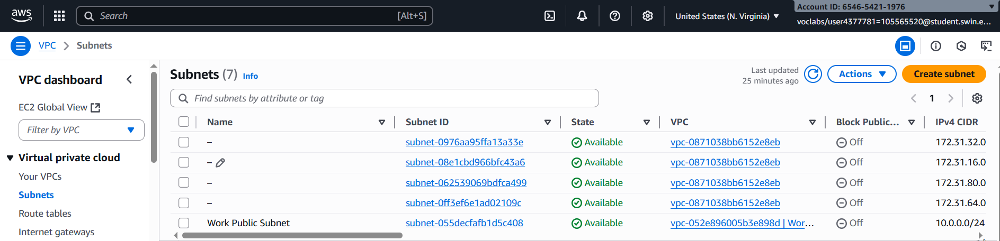 aws
Search [Alt+S]
United States (N. Virginia)
Account ID: 6546-5421-1976
voclabs/user4377781=105565520@student.swin.e...
VPC
Subnets
VPC dashboard
EC2 Global View
Filter by VPC
Virtual private cloud
Your VPCs
Subnets
Route tables
Internet gateways
Subnets (7) Info
Last updated
25 minutes ago
Actions
Create subnet
Find subnets by attribute or tag
1
Name Subnet ID State VPC Block Public... IPv4 CIDR
– subnet-0976aa95ffa13a33e Available vpc-0871038bb6152e8eb Off 172.31.32.0
– subnet-08e1cbd966bfc43a6 Available vpc-0871038bb6152e8eb Off 172.31.16.0
– subnet-062539069bdfca499 Available vpc-0871038bb6152e8eb Off 172.31.80.0
– subnet-0ff3ef6e1ad02109c Available vpc-0871038bb6152e8eb Off 172.31.64.0
Work Public Subnet subnet-055decfafb1d5c408 Available vpc-052e896005b3e898d | Wor... Off 10.0.0.0/24